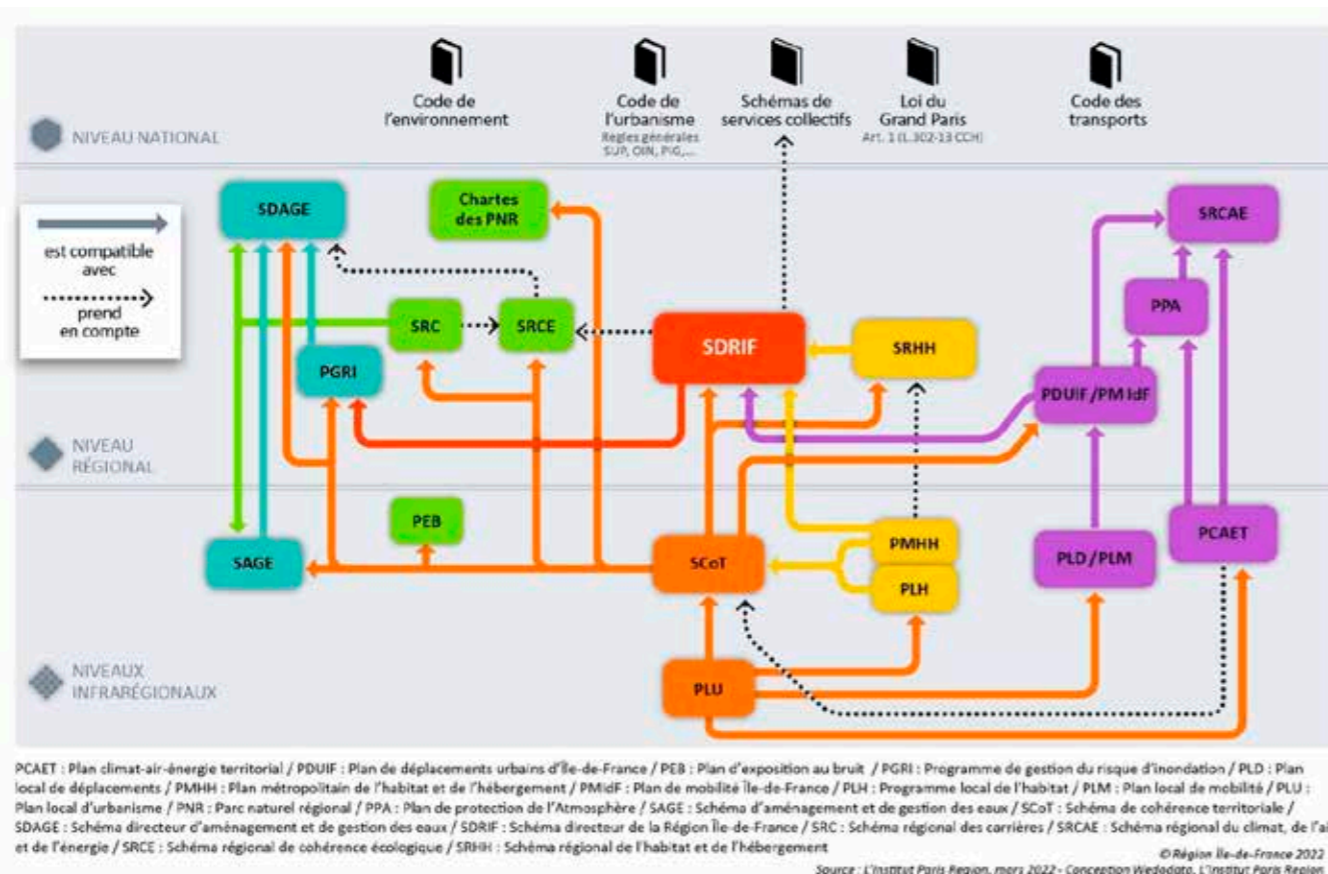 Code de
l'environnement
Code de
l'urbanisme
Règles générales
SUP, OIN, PIG,...
Schémas de
services collectifs
Loi du
Grand Paris
Art. 1 (L.302-13 CCH)
Code des
transports
NIVEAU NATIONAL
SDAGE
Chartes
des PNR
SRCAE
est compatible
avec
prend
en compte
PPA
SRC
SRCE
SDRIF
SRHH
PGRI
PDUIF/PMIdF
NIVEAU
RÉGIONAL
PEB
SAGE
SCoT
PMHH
PLH
PLD/PLM
PCAET
NIVEAUX
INFRARÉGIONAUX
PLU
PCAET : Plan climat-air-énergie territorial / PDUIF : Plan de déplacements urbains d'Île-de-France / PEB : Plan d'exposition au bruit / PGRI : Programme de gestion du risque d'inondation / PLD : Plan
local de déplacements / PMHH : Plan métropolitain de l'habitat et de l'hébergement / PMIdF : Plan de mobilité Île-de-France / PLH : Programme local de l'habitat / PLM : Plan local de mobilité / PLU :
Plan local d'urbanisme / PNR : Parc naturel régional / PPA : Plan de protection de l'Atmosphère / SAGE : Schéma d'aménagement et de gestion des eaux / SCoT : Schéma de cohérence territoriale /
SDAGE : Schéma directeur d'aménagement et de gestion des eaux / SDRIF : Schéma directeur de la Région Île-de-France / SRC : Schéma régional des carrières / SRCAE : Schéma régional du climat, de l'ai
et de l'énergie / SRCE : Schéma régional de cohérence écologique / SRHH : Schéma régional de l'habitat et de l'hébergement
© Région Île-de-France 2022
Source : L'Institut Paris Region, mars 2022 - Conception Wedodata, L'Institut Paris Region